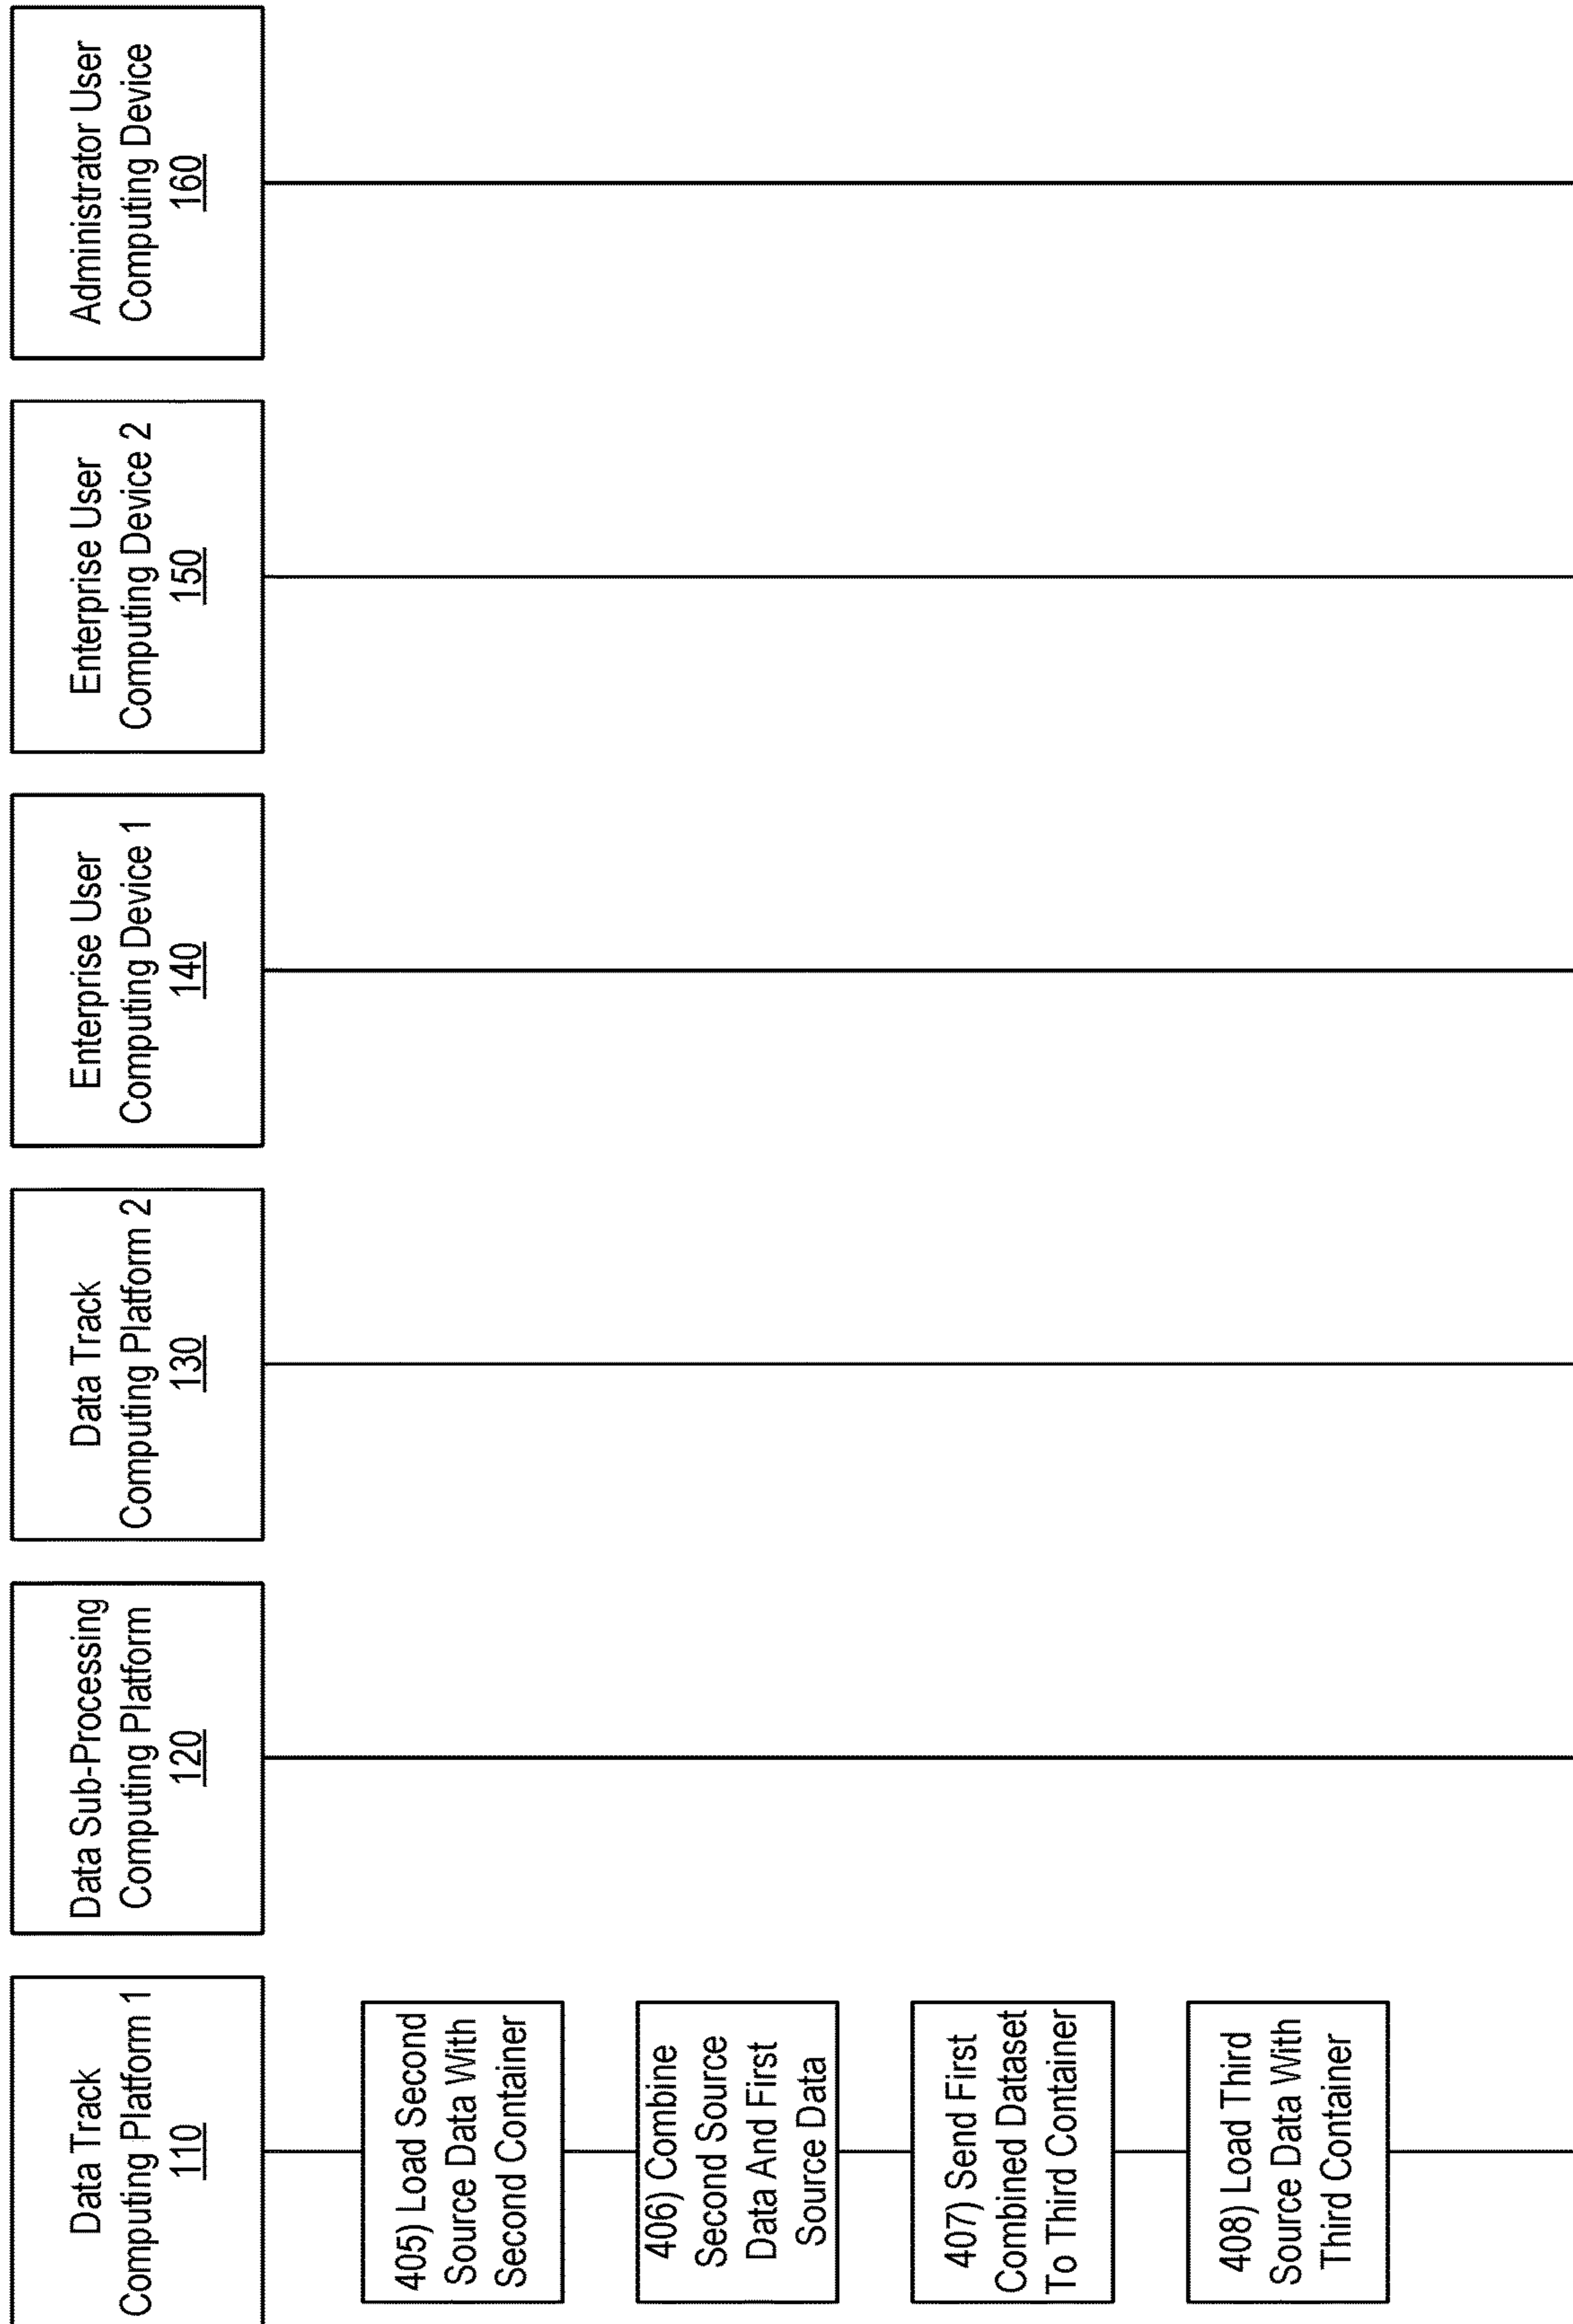 Data Track
Computing Platform 1
110
Data Sub-Processing
Computing Platform
120
Data Track
Computing Platform 2
130
Enterprise User
Computing Device 1
140
Enterprise User
Computing Device 2
150
Administrator User
Computing Device
160
405) Load Second
Source Data With
Second Container
406) Combine
Second Source
Data And First
Source Data
407) Send First
Combined Dataset
To Third Container
408) Load Third
Source Data With
Third Container